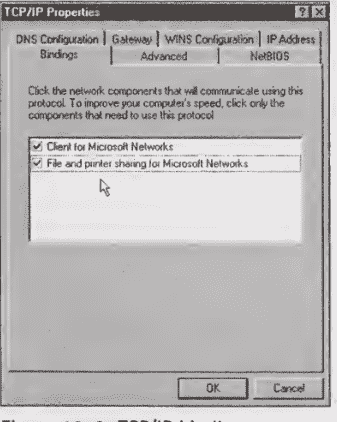 TCP/IP Properties
DNS Configuration | Gateway | WINS Configuration | IP Address
Bindings | Advanced | NetBIOS
Click the network components that will communicate using this
protocol. To improve your computer's speed, click only the
components that need to use this protocol
Client for Microsoft Networks
File and printer sharing for Microsoft Networks
OK Cancel